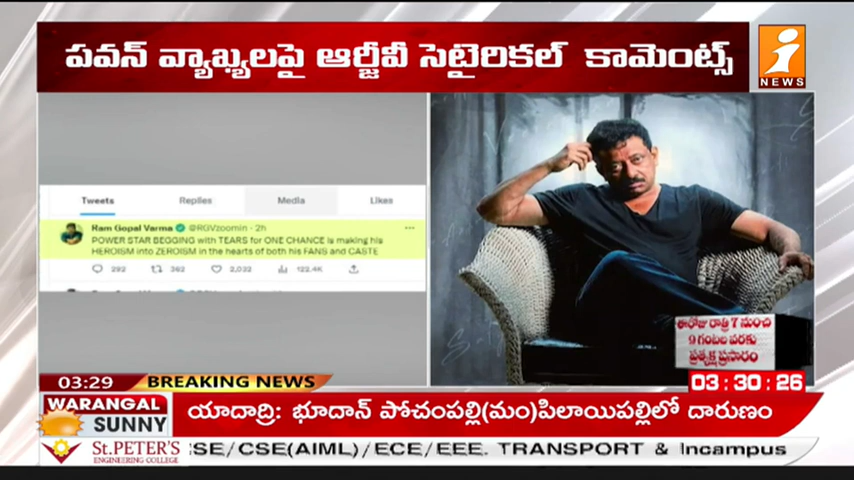 పవన్ వ్యాఖ్యలపై ఆర్జీవీ సెటైరికల్ కామెంట్స్
i
NEWS
Tweets Replies Media Likes
Ram Gopal Varma @RGVzoomin · 2h
POWER STAR BEGGING with TEARS for ONE CHANCE is making his
HEROISM into ZEROISM in the hearts of both his FANS and CASTE
292 362 2,032 122.4K
ఈరోజు రాత్రి 7 నుంచి
9 గంటల వరకు
ప్రత్యక్ష ప్రసారం
03:30:26
03:29 BREAKING NEWS
WARANGAL
SUNNY
యాదాద్రి: భూదాన్ పోచంపల్లి(మం)పిలాయిపల్లిలో దారుణం
St. PETER'S
ENGINEERING COLLEGE
CSE/CSE(AIML)/ECE/EEE. TRANSPORT & Incampus